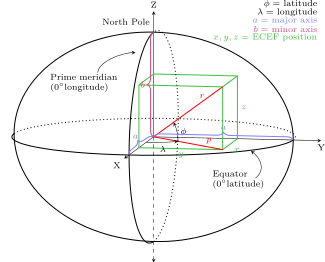 Z
ϕ = latitude
λ = longitude
a = major axis
b = minor axis
x, y, z = ECEF position
North Pole
Prime meridian
(0°longitude)
b
r
z
ϕ
a
a
p
λ
y
x
Y
X
Equator
(0°latitude)